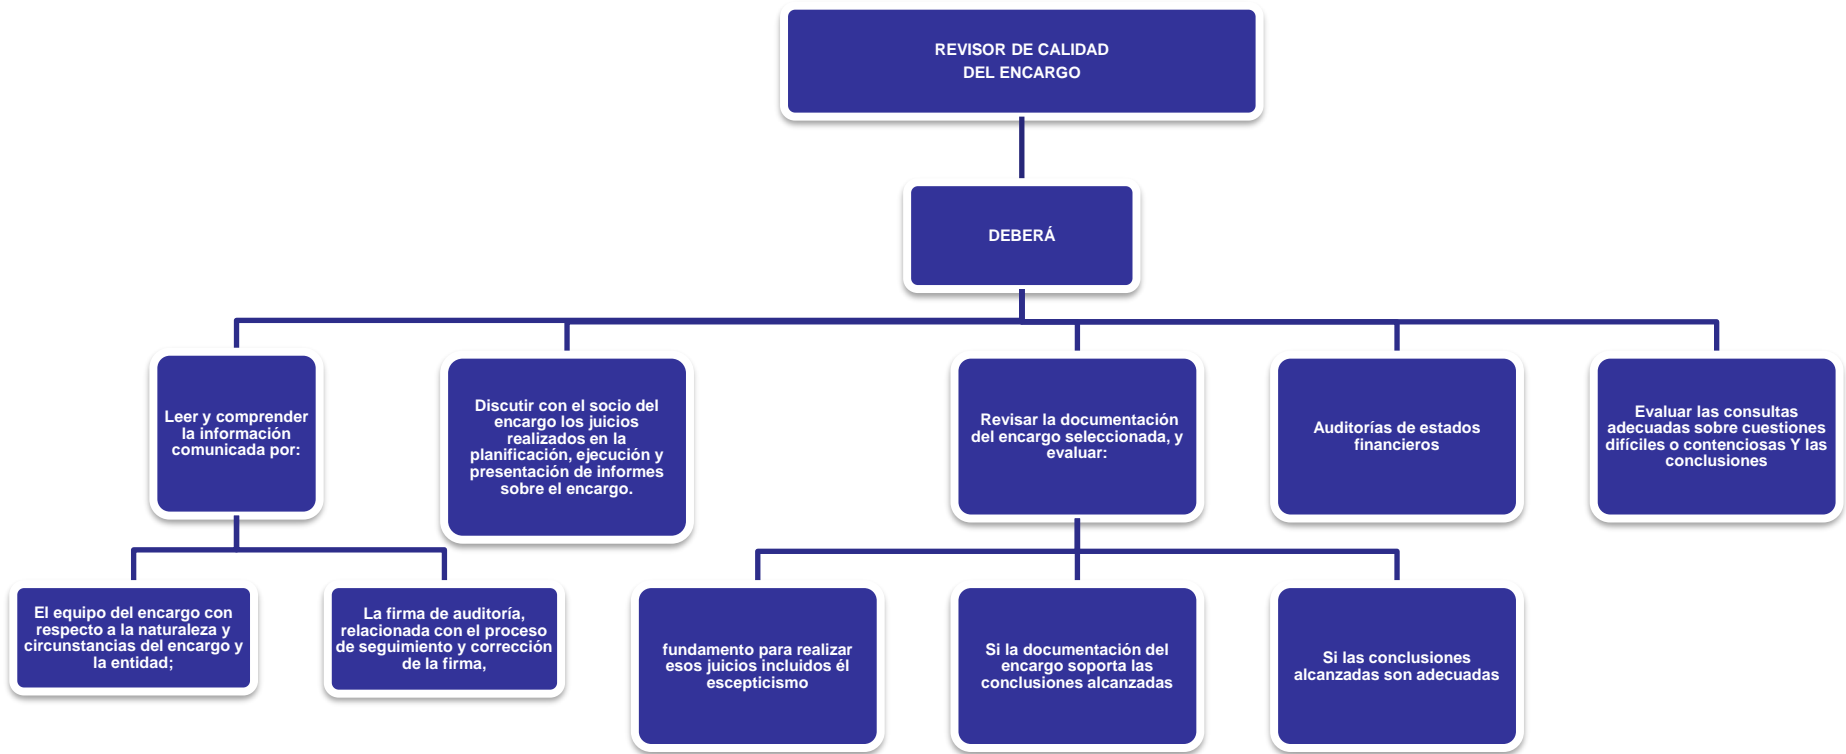 REVISOR DE CALIDAD
DEL ENCARGO
DEBERÁ
Leer y comprender
la información
comunicada por:
Discutir con el socio del
encargo los juicios
realizados en la
planificación, ejecución y
presentación de informes
sobre el encargo.
Revisar la documentación
del encargo seleccionada, y
evaluar:
Auditorías de estados
financieros
Evaluar las consultas
adecuadas sobre cuestiones
difíciles o contenciosas Y las
conclusiones
El equipo del encargo con
respecto a la naturaleza y
circunstancias del encargo y
la entidad;
La firma de auditoría,
relacionada con el proceso
de seguimiento y corrección
de la firma,
fundamento para realizar
esos juicios incluidos él
escepticismo
Si la documentación del
encargo soporta las
conclusiones alcanzadas
Si las conclusiones
alcanzadas son adecuadas